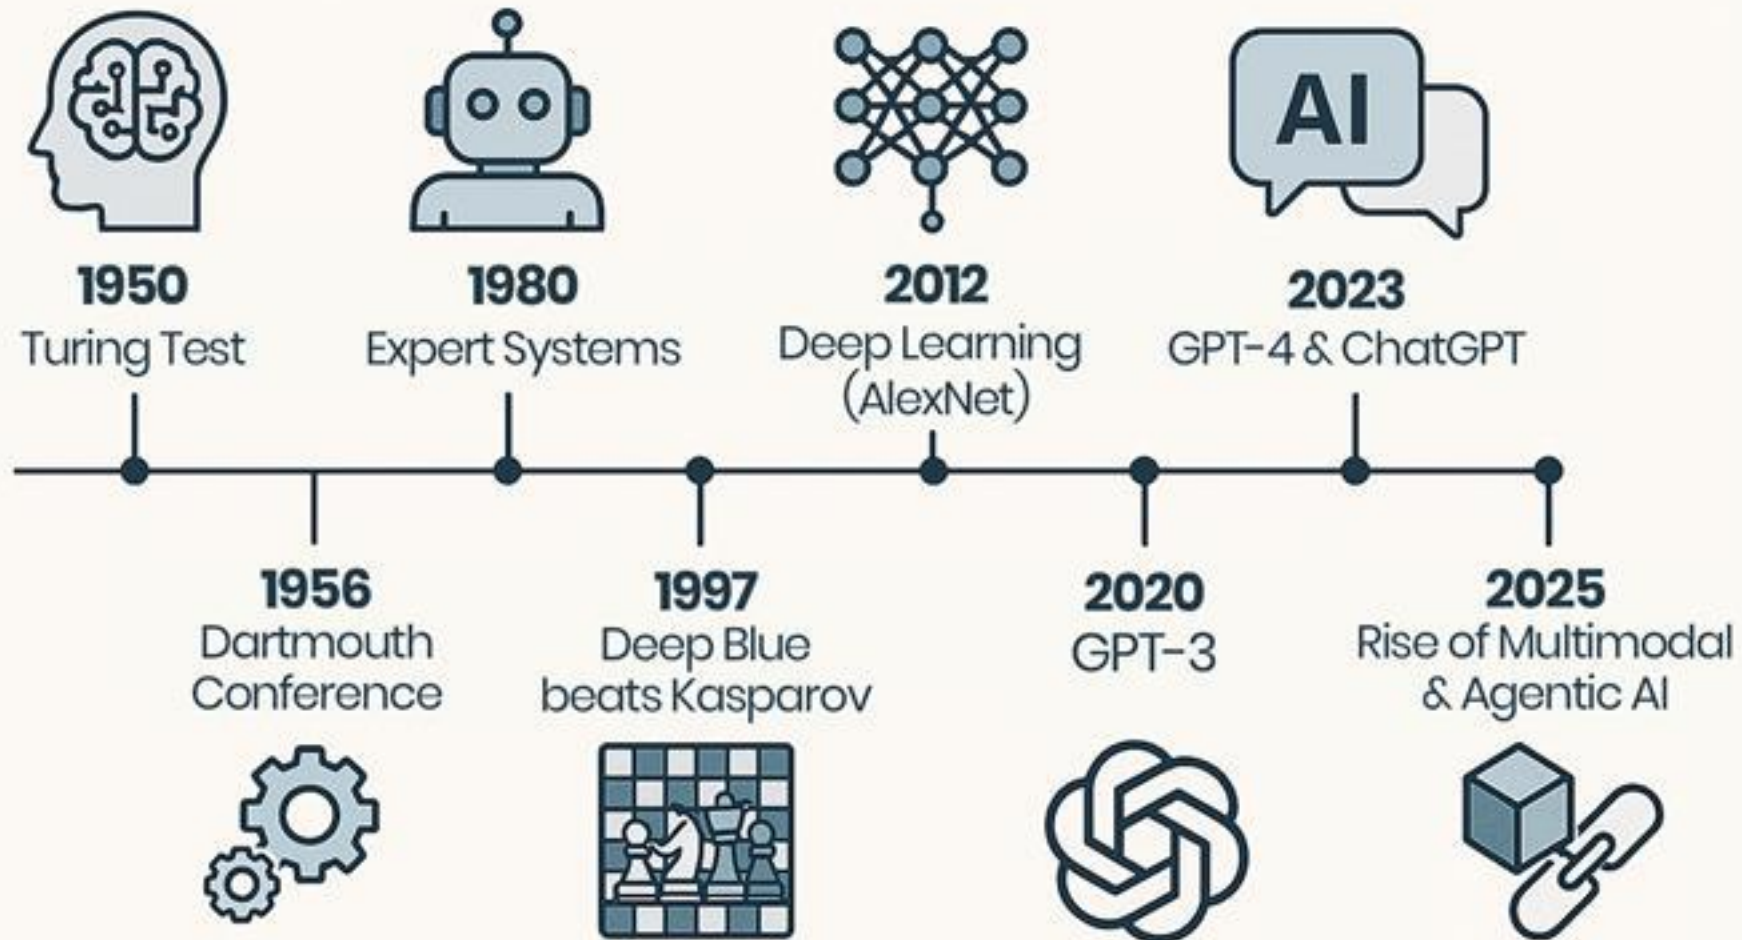 AI
1950
Turing Test
1980
Expert Systems
2012
Deep Learning
(AlexNet)
2023
GPT-4 & ChatGPT
1956
Dartmouth
Conference
1997
Deep Blue
beats Kasparov
2020
GPT-3
2025
Rise of Multimodal
& Agentic AI